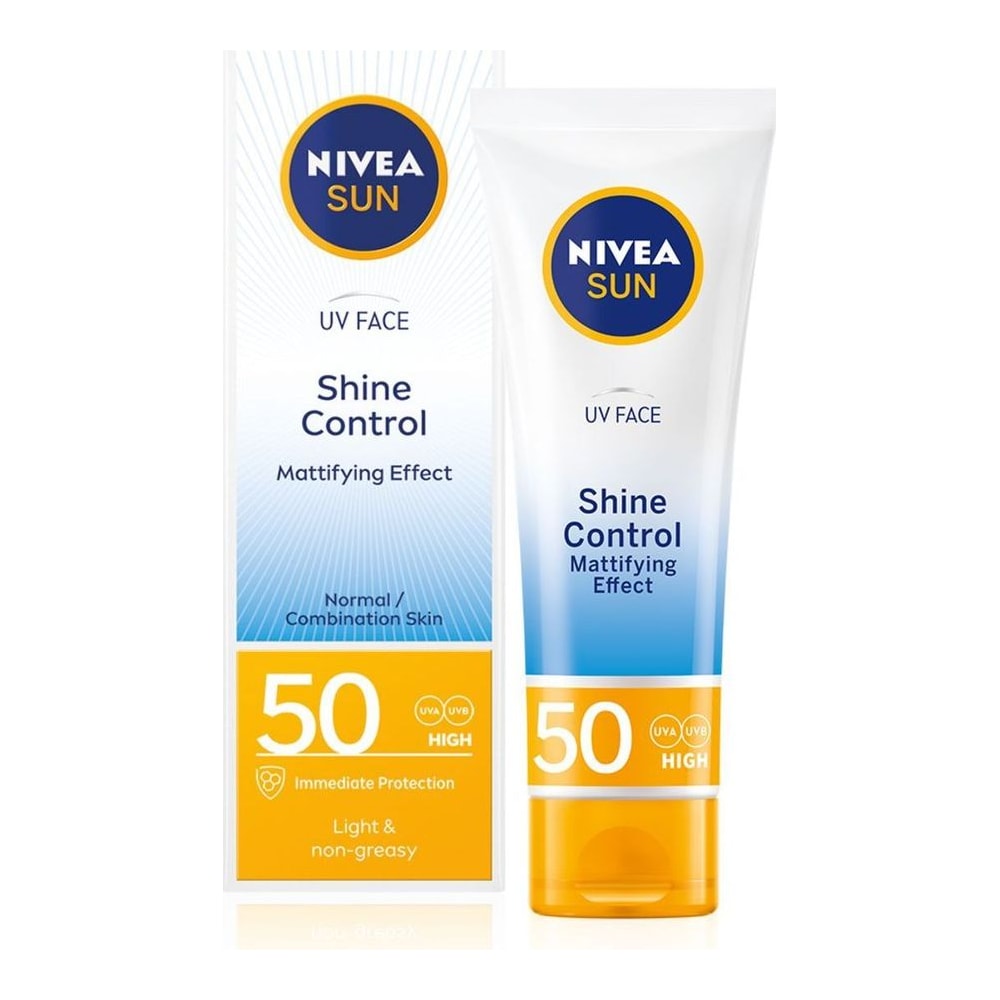 NIVEA
SUN
UV FACE
Shine
Control
Mattifying Effect
Normal /
Combination Skin
50
UVA UVB
HIGH
Immediate Protection
Light &
non-greasy
NIVEA
SUN
UV FACE
Shine
Control
Mattifying
Effect
50
UVA UVB
HIGH